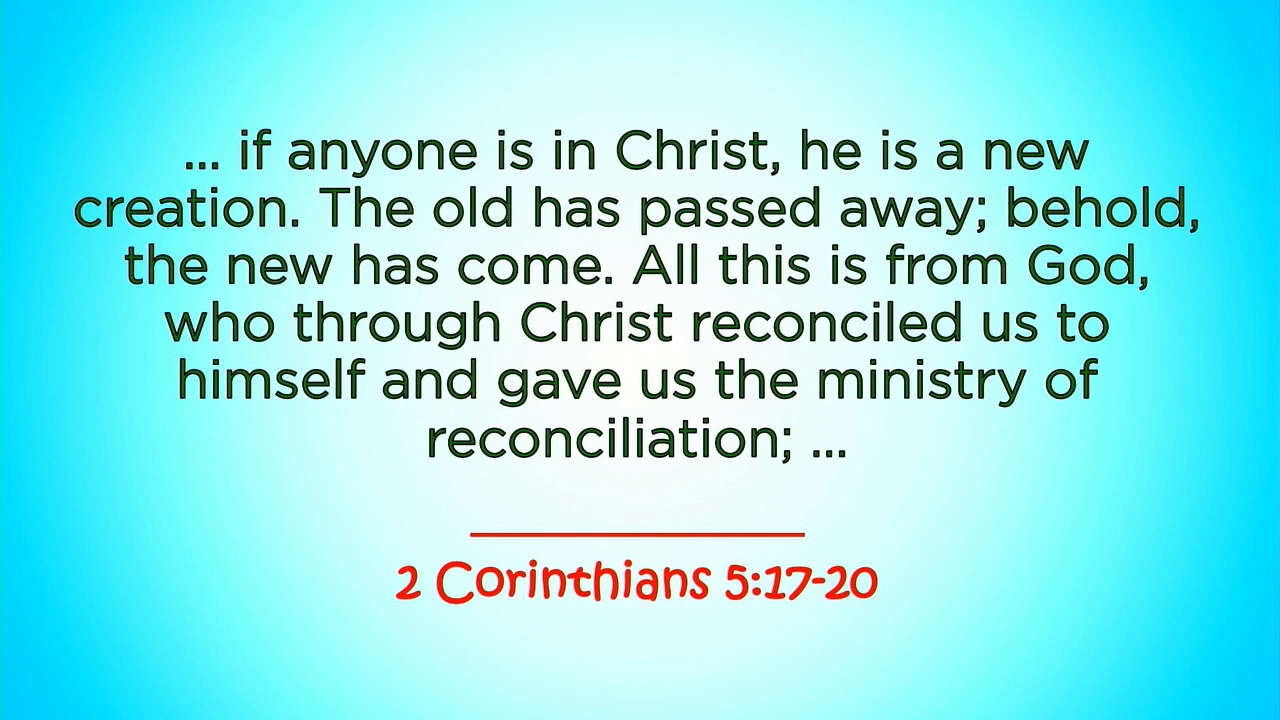 ... if anyone is in Christ, he is a new
creation. The old has passed away; behold,
the new has come. All this is from God,
who through Christ reconciled us to
himself and gave us the ministry of
reconciliation; ...
2 Corinthians 5:17-20